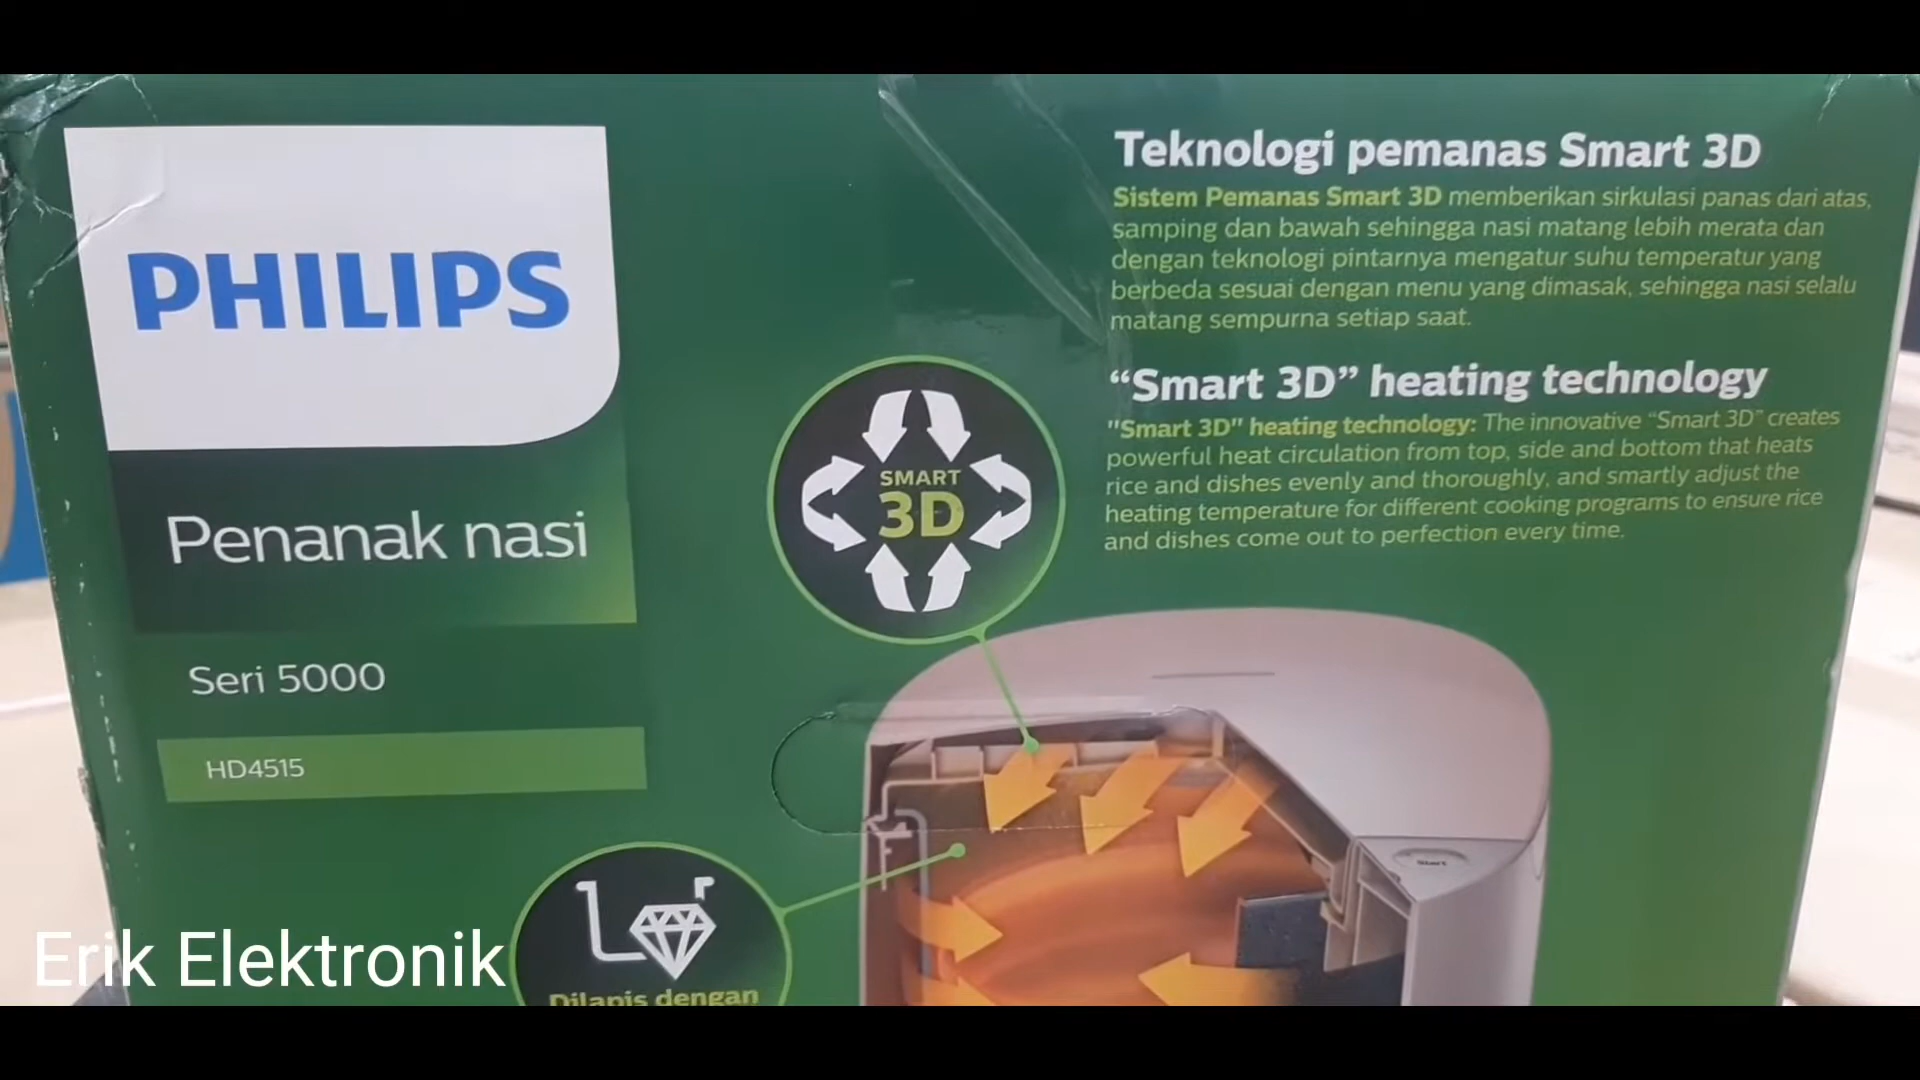 PHILIPS
Penanak nasi
Seri 5000
HD4515
Teknologi pemanas Smart 3D
Sistem Pemanas Smart 3D memberikan sirkulasi panas dari atas,
samping dan bawah sehingga nasi matang lebih merata dan
dengan teknologi pintarnya mengatur suhu temperatur yang
berbeda sesuai dengan menu yang dimasak, sehingga nasi selalu
matang sempurna setiap saat.
“Smart 3D” heating technology
"Smart 3D" heating technology: The innovative “Smart 3D” creates
powerful heat circulation from top, side and bottom that heats
rice and dishes evenly and thoroughly, and smartly adjust the
heating temperature for different cooking programs to ensure rice
and dishes come out to perfection every time.
SMART
3D
Start
Dilapis dengan
Erik Elektronik